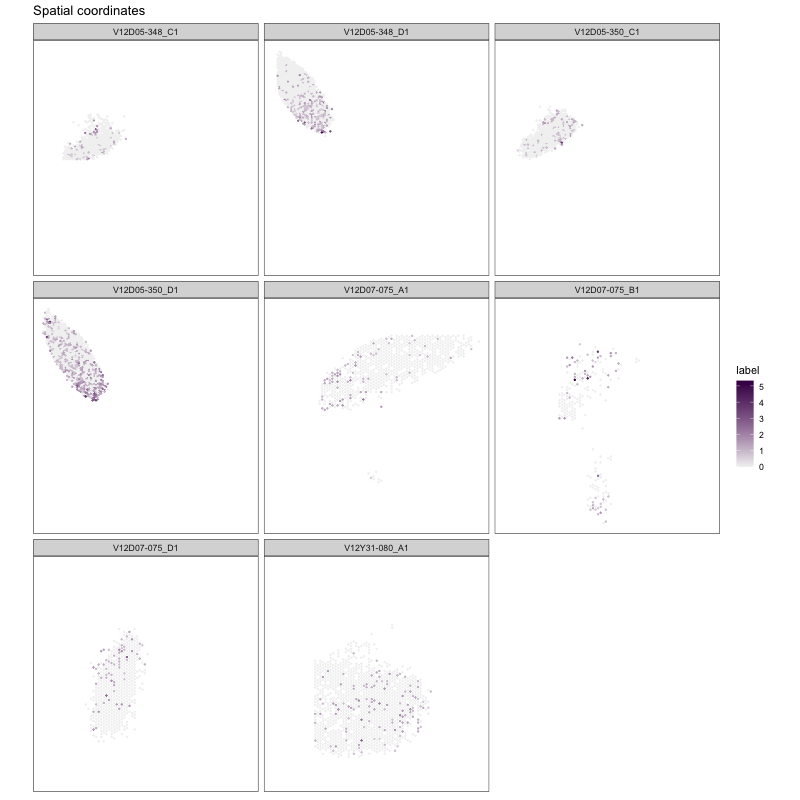 Spatial coordinates
V12D05-348_C1
V12D05-348_D1
V12D05-350_C1
V12D05-350_D1
V12D07-075_A1
V12D07-075_B1
label
5
4
3
2
1
0
V12D07-075_D1
V12Y31-080_A1